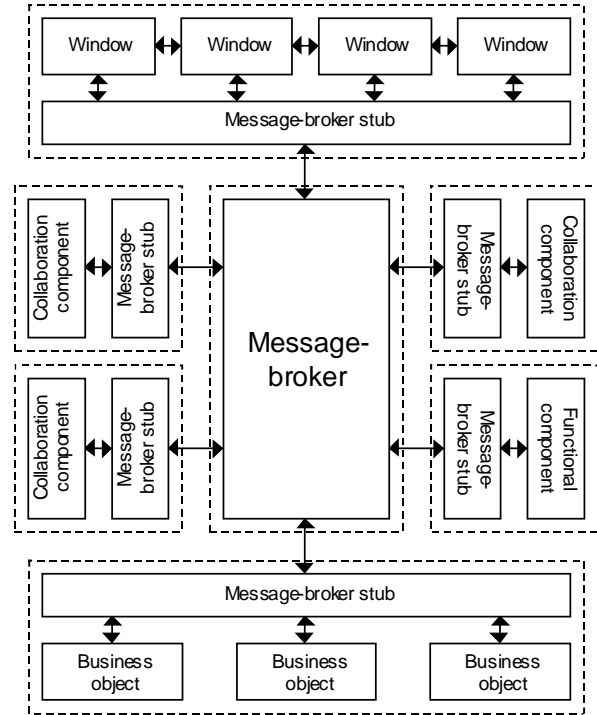 Window
Window
Window
Window
Message-broker stub
Collaboration
component
Message-
broker stub
Message-
broker stub
Collaboration
component
Message-
broker
Collaboration
component
Message-
broker stub
Message-
broker stub
Functional
component
Message-broker stub
Business
object
Business
object
Business
object